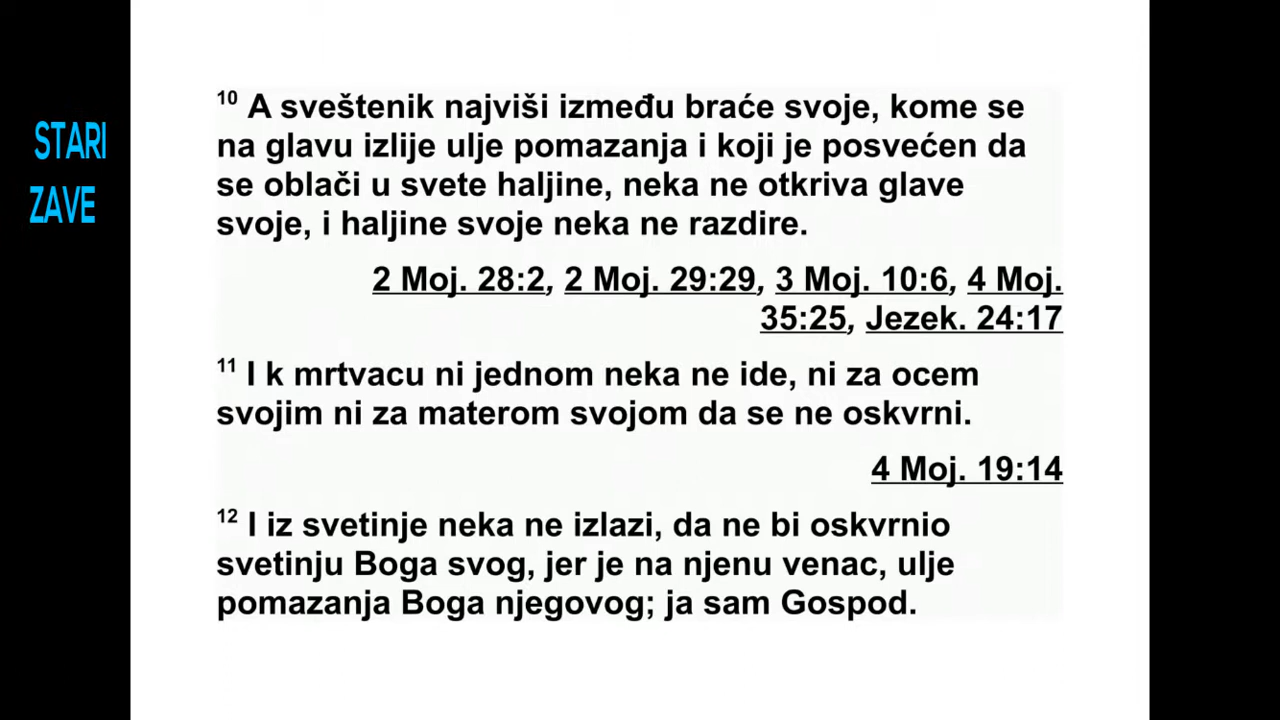 STARI
ZAVE
10 A sveštenik najviši između braće svoje, kome se
na glavu izlije ulje pomazanja i koji je posvećen da
se oblači u svete haljine, neka ne otkriva glave
svoje, i haljine svoje neka ne razdire.
2 Moj. 28:2, 2 Moj. 29:29, 3 Moj. 10:6, 4 Moj.
35:25, Jezek. 24:17
11 I k mrtvacu ni jednom neka ne ide, ni za ocem
svojim ni za materom svojom da se ne oskvrni.
4 Moj. 19:14
12 I iz svetinje neka ne izlazi, da ne bi oskvrnio
svetinju Boga svog, jer je na njenu venac, ulje
pomazanja Boga njegovog; ja sam Gospod.